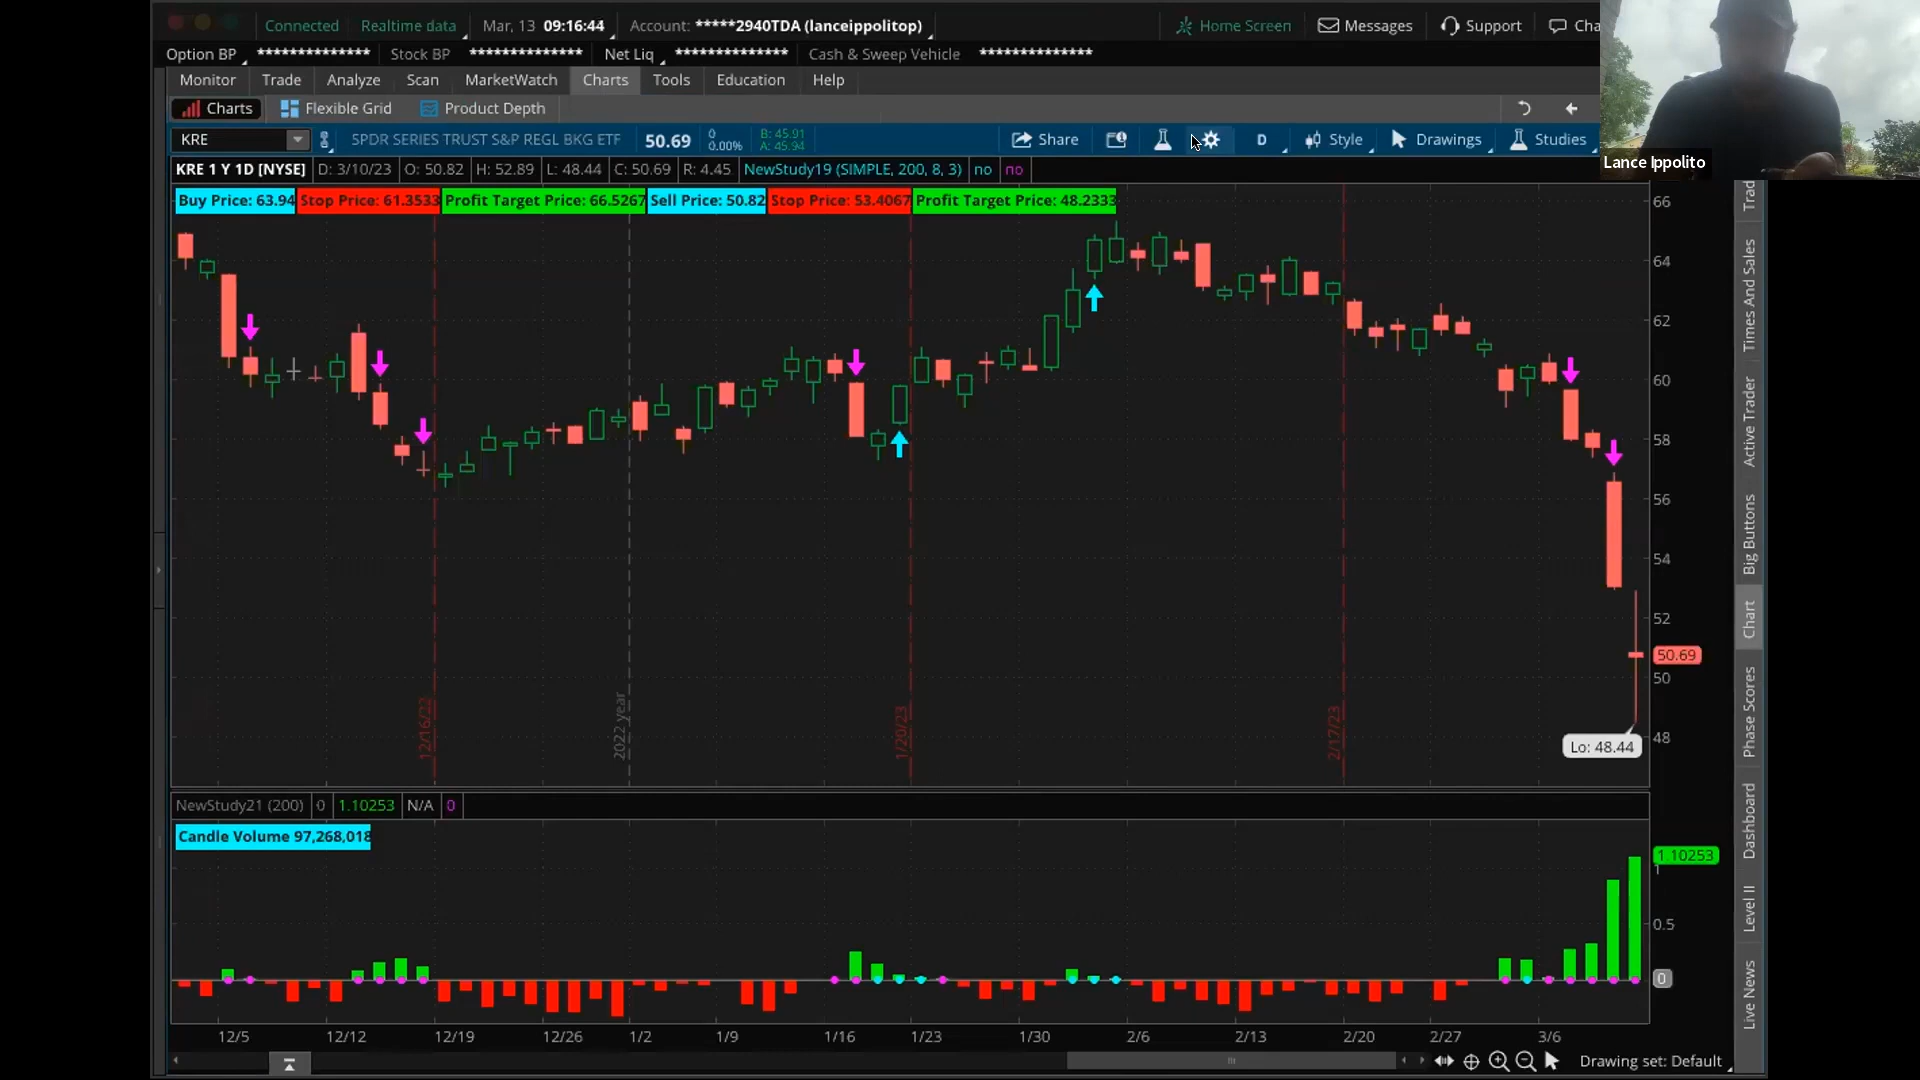 Connected Realtime data Mar, 13 09:16:44 Account: *****2940TDA (lanceippolitop) Home Screen Messages Support Cha
Option BP *************** Stock BP *************** Net Liq *************** Cash & Sweep Vehicle ***************
Monitor Trade Analyze Scan MarketWatch Charts Tools Education Help
Charts Flexible Grid Product Depth
KRE SPDR SERIES TRUST S&P REGL BKG ETF 50.69 0 0.00% B: 45.91 A: 45.94 Share D Style Drawings Studies
Lance Ippolito
KRE 1 Y 1D [NYSE] D: 3/10/23 O: 50.82 H: 52.89 L: 48.44 C: 50.69 R: 4.45 NewStudy19 (SIMPLE, 200, 8, 3) no no
Buy Price: 63.94 Stop Price: 61.3533 Profit Target Price: 66.5267 Sell Price: 50.82 Stop Price: 53.4067 Profit Target Price: 48.2333
66
64
62
60
58
56
54
52
50.69
50
48
Lo: 48.44
12/16/22
2022 year
1/20/23
2/17/23
NewStudy21 (200) 0 1.10253 N/A 0
Candle Volume 97,268,018
1.10253
1
0.5
0
12/5 12/12 12/19 12/26 1/2 1/9 1/16 1/23 1/30 2/6 2/13 2/20 2/27 3/6
Drawing set: Default
Trad
Times And Sales
Active Trader
Big Buttons
Chart
Phase Scores
Dashboard
Level II
Live News